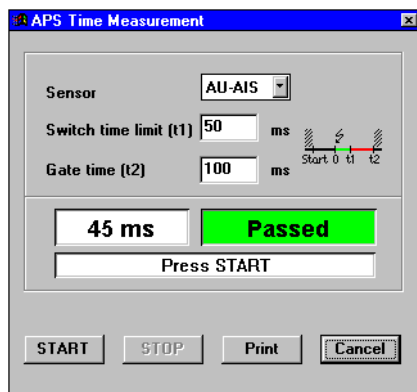 APS Time Measurement
Sensor AU-AIS
Switch time limit (t1) 50 ms
Gate time (t2) 100 ms
Start 0 t1 t2
45 ms Passed
Press START
START STOP Print Cancel